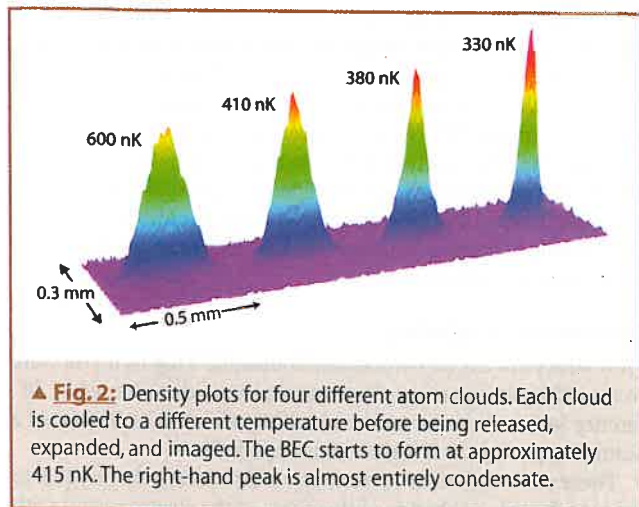 330 nK
380 nK
410 nK
600 nK
0.3 mm
0.5 mm
▲ Fig. 2: Density plots for four different atom clouds. Each cloud
is cooled to a different temperature before being released,
expanded, and imaged. The BEC starts to form at approximately
415 nK. The right-hand peak is almost entirely condensate.